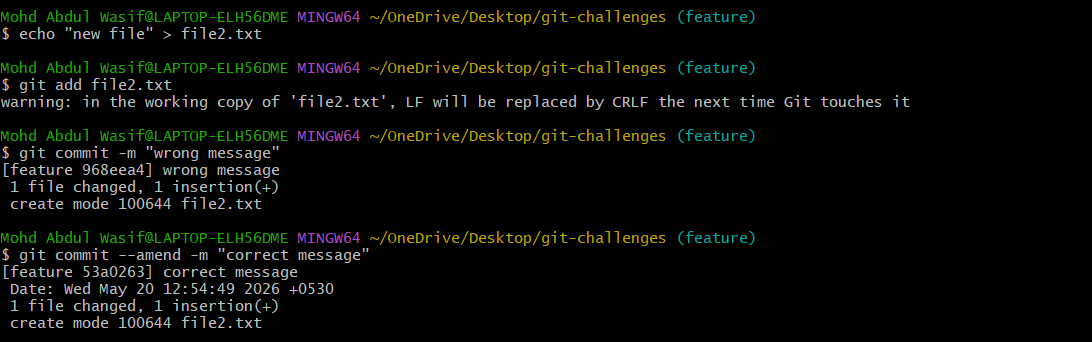 Mohd Abdul Wasif@LAPTOP-ELH56DME MINGW64 ~/OneDrive/Desktop/git-challenges (feature)
$ echo "new file" > file2.txt
Mohd Abdul Wasif@LAPTOP-ELH56DME MINGW64 ~/OneDrive/Desktop/git-challenges (feature)
$ git add file2.txt
warning: in the working copy of 'file2.txt', LF will be replaced by CRLF the next time Git touches it
Mohd Abdul Wasif@LAPTOP-ELH56DME MINGW64 ~/OneDrive/Desktop/git-challenges (feature)
$ git commit -m "wrong message"
[feature 968eea4] wrong message
 1 file changed, 1 insertion(+)
 create mode 100644 file2.txt
Mohd Abdul Wasif@LAPTOP-ELH56DME MINGW64 ~/OneDrive/Desktop/git-challenges (feature)
$ git commit --amend -m "correct message"
[feature 53a0263] correct message
 Date: Wed May 20 12:54:49 2026 +0530
 1 file changed, 1 insertion(+)
 create mode 100644 file2.txt